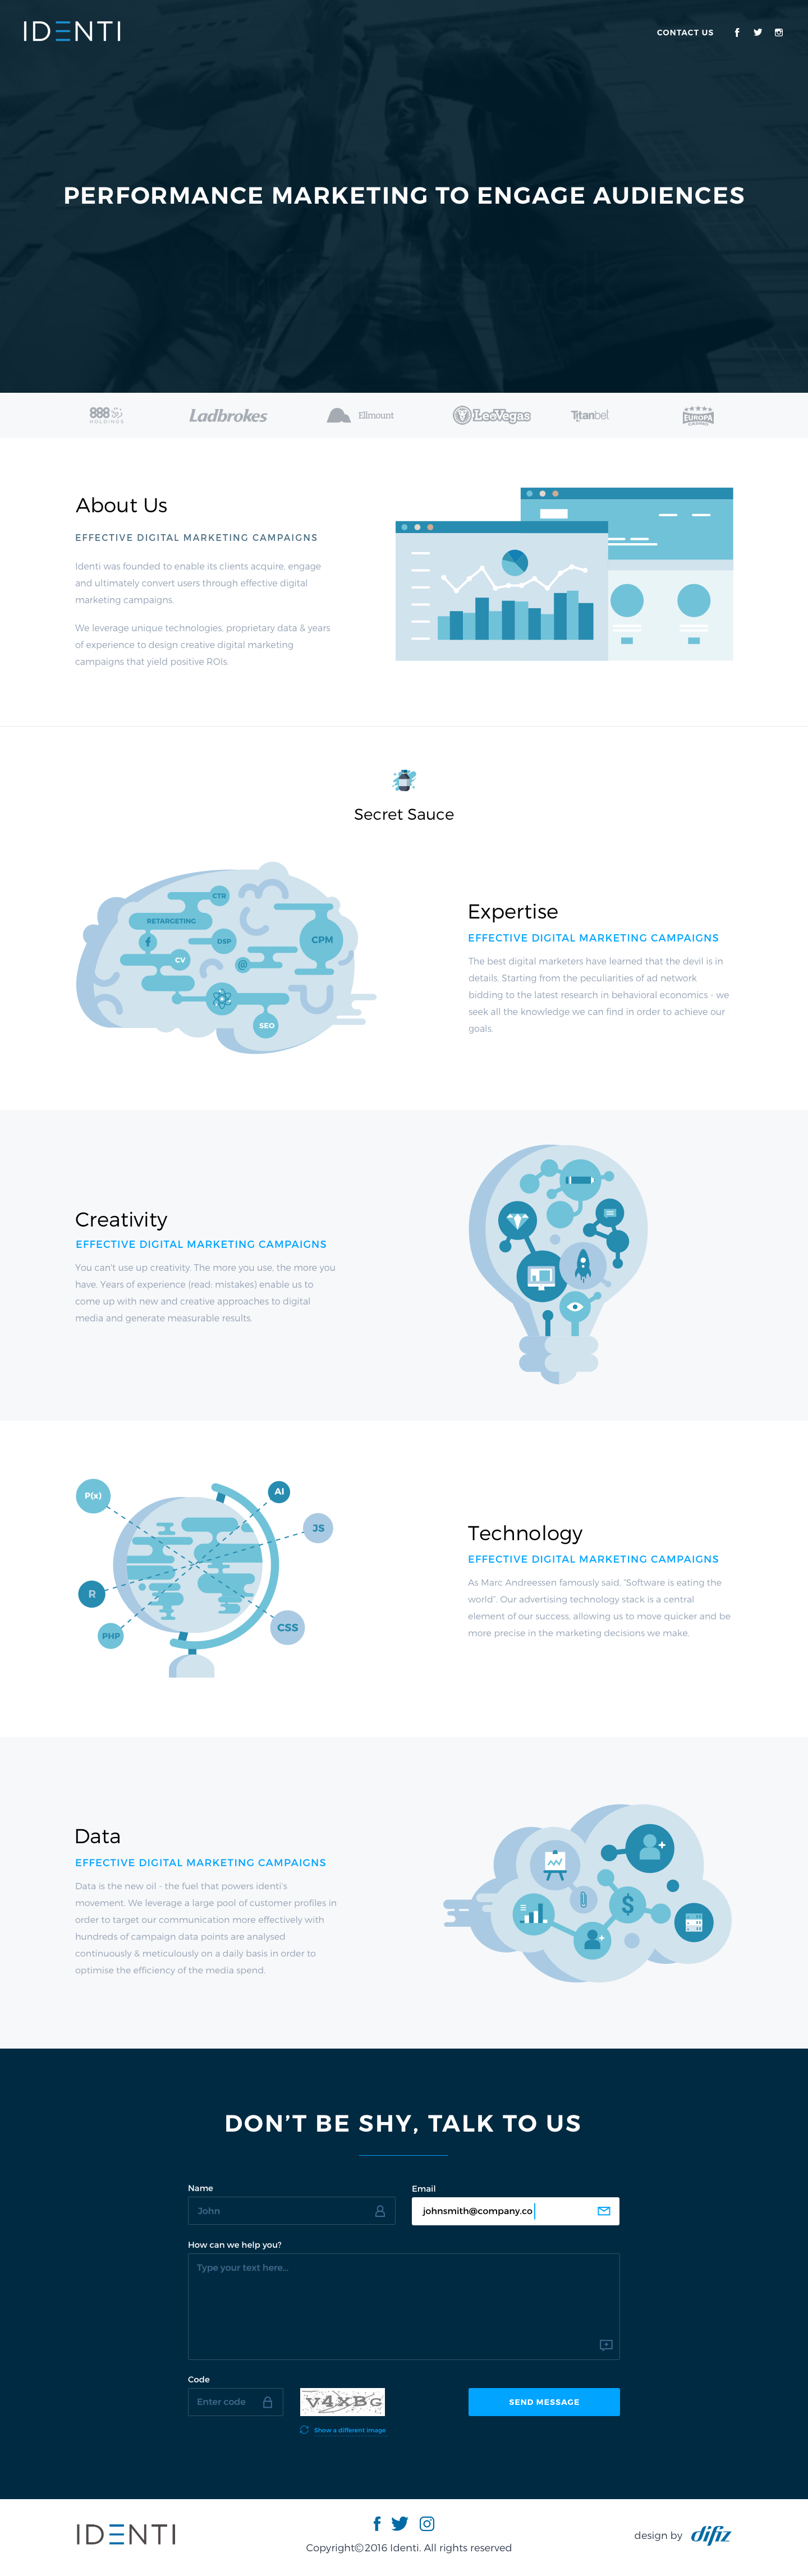 IDENTI
CONTACT US
PERFORMANCE MARKETING TO ENGAGE AUDIENCES
888 HOLDINGS
Ladbrokes
Ellmount
LeoVegas
Titanbet
EUROPA
About Us
EFFECTIVE DIGITAL MARKETING CAMPAIGNS
Identi was founded to enable its clients acquire, engage
and ultimately convert users through effective digital
marketing campaigns.
We leverage unique technologies, proprietary data & years
of experience to design creative digital marketing
campaigns that yield positive ROIs.
Secret Sauce
CTR
RETARGETING
DSP
CPM
CV
@
SEO
Expertise
EFFECTIVE DIGITAL MARKETING CAMPAIGNS
The best digital marketers have learned that the devil is in
details. Starting from the peculiarities of ad network
bidding to the latest research in behavioral economics - we
seek all the knowledge we can find in order to achieve our
goals.
Creativity
EFFECTIVE DIGITAL MARKETING CAMPAIGNS
You can't use up creativity. The more you use, the more you
have. Years of experience (read: mistakes) enable us to
come up with new and creative approaches to digital
media and generate measurable results.
P(x)
AI
JS
R
PHP
CSS
Technology
EFFECTIVE DIGITAL MARKETING CAMPAIGNS
As Marc Andreessen famously said, "Software is eating the
world". Our advertising technology stack is a central
element of our success, allowing us to move quicker and be
more precise in the marketing decisions we make.
Data
EFFECTIVE DIGITAL MARKETING CAMPAIGNS
Data is the new oil - the fuel that powers identi's
movement. We leverage a large pool of customer profiles in
order to target our communication more effectively with
hundreds of campaign data points are analysed
continuously & meticulously on a daily basis in order to
optimise the efficiency of the media spend.
$
DON'T BE SHY, TALK TO US
Name
Email
John
johnsmith@company.co
How can we help you?
Type your text here...
Code
Enter code
V4XBG
SEND MESSAGE
Show a different image
IDENTI
Copyright©2016 Identi. All rights reserved
design by difiz